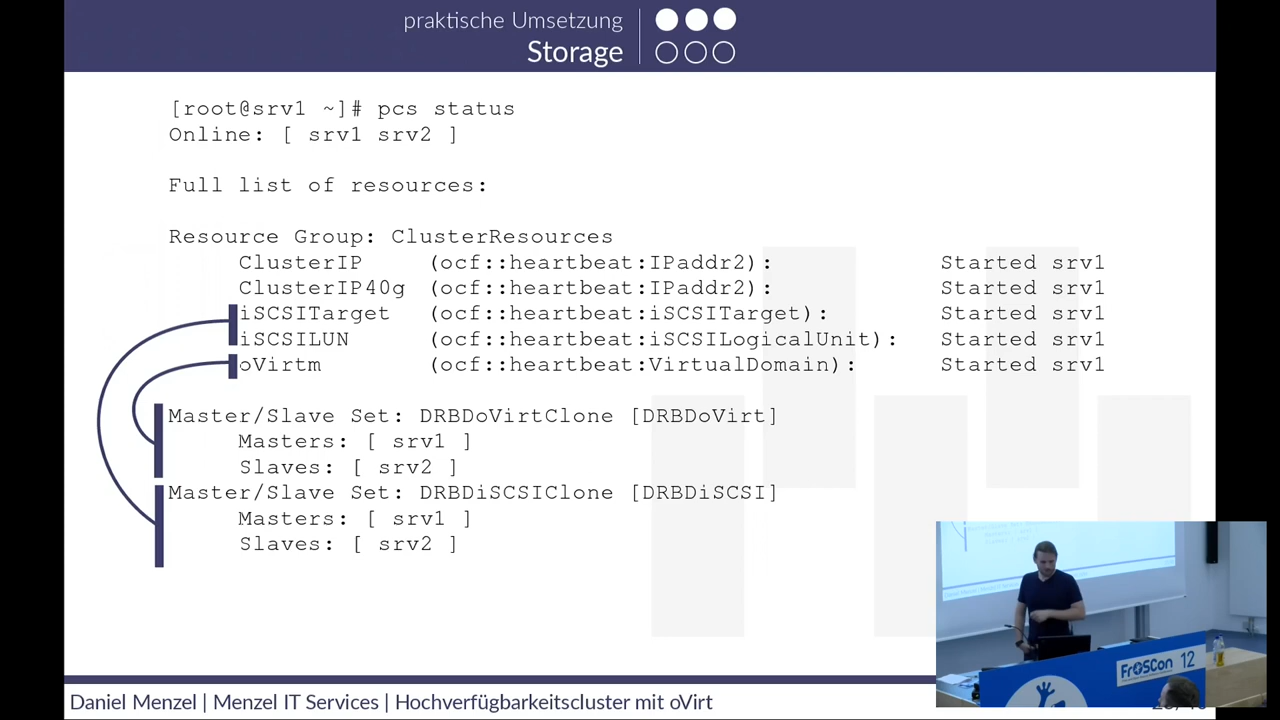 praktische Umsetzung
Storage
[root@srv1 ~]# pcs status
Online: [ srv1 srv2 ]
Full list of resources:
Resource Group: ClusterResources
ClusterIP (ocf::heartbeat:IPaddr2): Started srv1
ClusterIP40g (ocf::heartbeat:IPaddr2): Started srv1
iSCSITarget (ocf::heartbeat:iSCSITarget): Started srv1
iSCSILUN (ocf::heartbeat:iSCSILogicalUnit): Started srv1
oVirtm (ocf::heartbeat:VirtualDomain): Started srv1
Master/Slave Set: DRBDoVirtClone [DRBDoVirt]
Masters: [ srv1 ]
Slaves: [ srv2 ]
Master/Slave Set: DRBDiSCSIClone [DRBDiSCSI]
Masters: [ srv1 ]
Slaves: [ srv2 ]
FrOSCon 12
Daniel Menzel | Menzel IT Services | Hochverfügbarkeitscluster mit oVirt